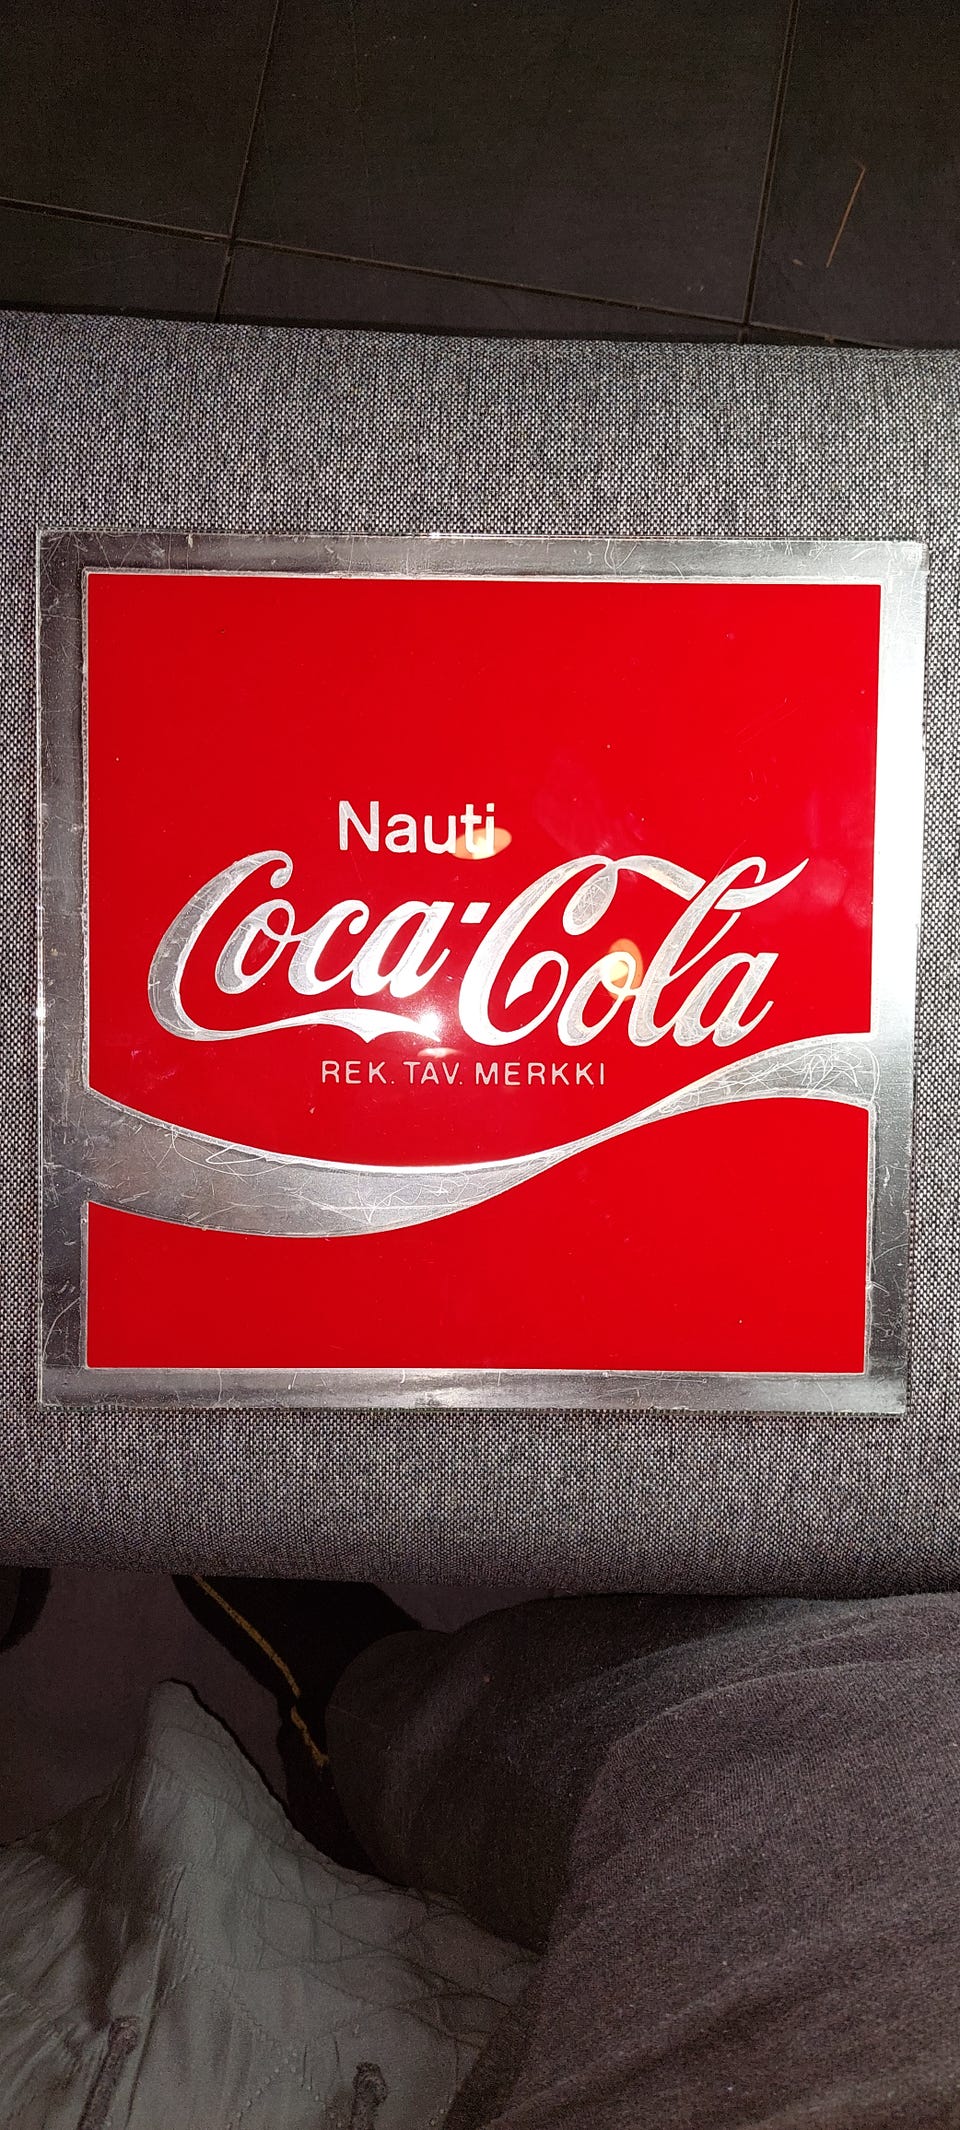 Nauti
Coca-Cola
REK. TAV. MERKKI